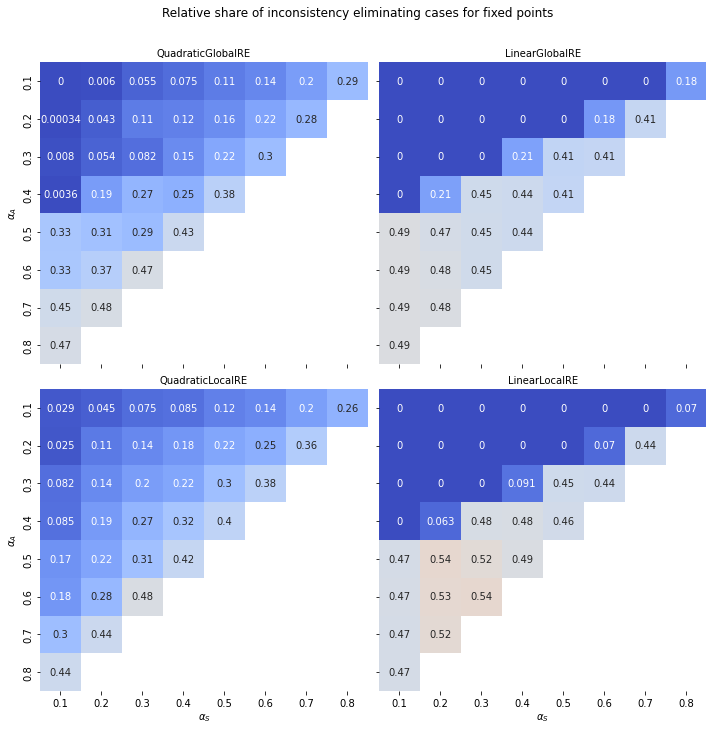 Relative share of inconsistency eliminating cases for fixed points
QuadraticGlobalRE LinearGlobalRE
0.1 0 0.006 0.055 0.075 0.11 0.14 0.2 0.29 0 0 0 0 0 0 0 0.18
0.2 0.00034 0.043 0.11 0.12 0.16 0.22 0.28 0 0 0 0 0 0.18 0.41
0.3 0.008 0.054 0.082 0.15 0.22 0.3 0 0 0 0.21 0.41 0.41
0.4 0.0036 0.19 0.27 0.25 0.38 0 0.21 0.45 0.44 0.41
α_A
0.5 0.33 0.31 0.29 0.43 0.49 0.47 0.45 0.44
0.6 0.33 0.37 0.47 0.49 0.48 0.45
0.7 0.45 0.48 0.49 0.48
0.8 0.47 0.49
QuadraticLocalRE LinearLocalRE
0.1 0.029 0.045 0.075 0.085 0.12 0.14 0.2 0.26 0 0 0 0 0 0 0 0.07
0.2 0.025 0.11 0.14 0.18 0.22 0.25 0.36 0 0 0 0 0 0.07 0.44
0.3 0.082 0.14 0.2 0.22 0.3 0.38 0 0 0 0.091 0.45 0.44
0.4 0.085 0.19 0.27 0.32 0.4 0 0.063 0.48 0.48 0.46
α_A
0.5 0.17 0.22 0.31 0.42 0.47 0.54 0.52 0.49
0.6 0.18 0.28 0.48 0.47 0.53 0.54
0.7 0.3 0.44 0.47 0.52
0.8 0.44 0.47
0.1 0.2 0.3 0.4 0.5 0.6 0.7 0.8 0.1 0.2 0.3 0.4 0.5 0.6 0.7 0.8
α_S α_S